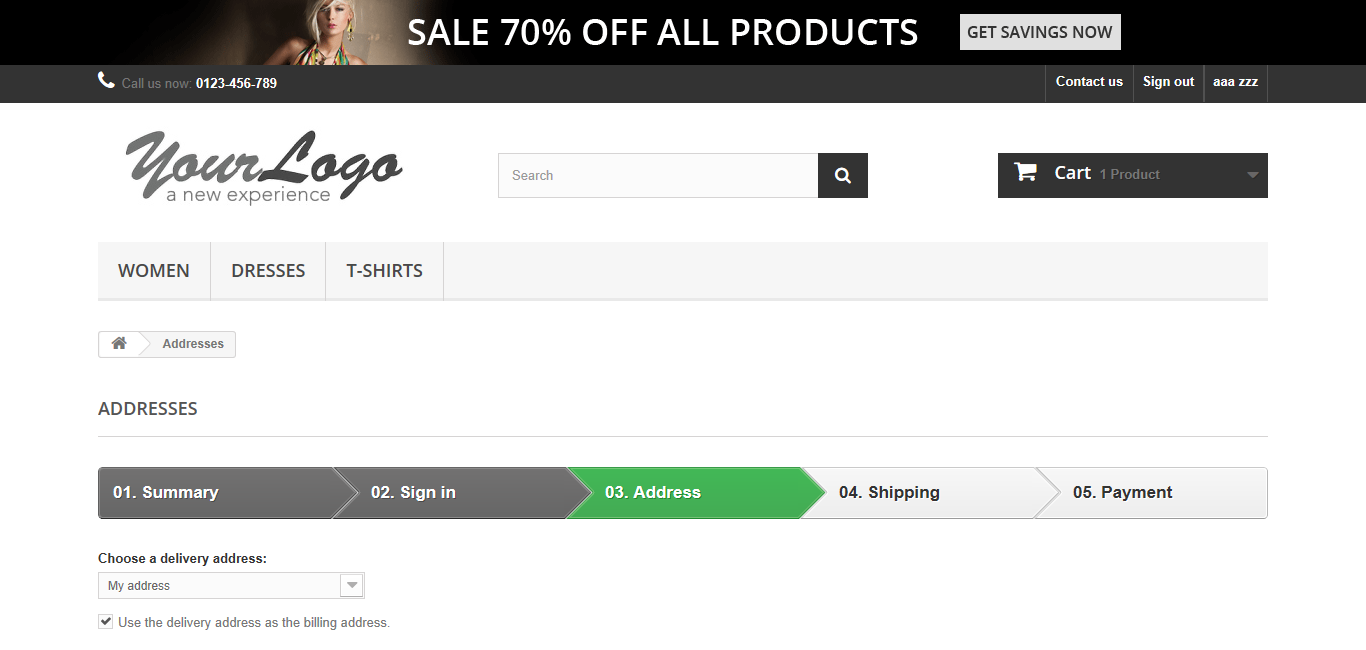 SALE 70% OFF ALL PRODUCTS GET SAVINGS NOW
Call us now: 0123-456-789 Contact us Sign out aaa zzz
YourLogo
a new experience
Search
Cart 1 Product
WOMEN DRESSES T-SHIRTS
Addresses
ADDRESSES
01. Summary 02. Sign in 03. Address 04. Shipping 05. Payment
Choose a delivery address:
My address
Use the delivery address as the billing address.